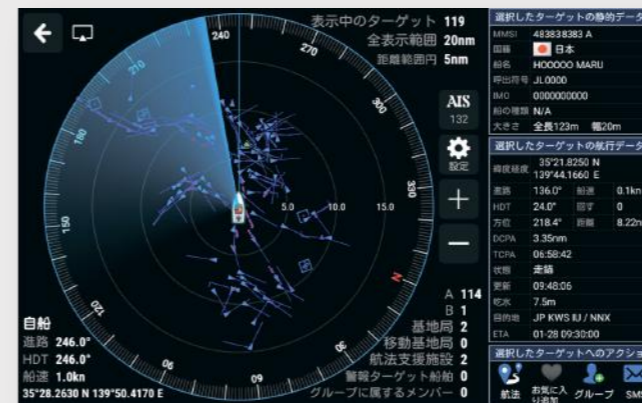 表示中のターゲット 119
全表示範囲 20nm
距離範囲円 5nm
AIS
132
設定
240
270
300
330
N
30
60
09
120
150
180
210
5.0
10.0
15.0
A 114
B 1
基地局 2
移動基地局 0
航法支援施設 2
警報ターゲット船舶 0
グループに属するメンバー 0
自船
進路 246.0°
HDT 246.0°
船速 1.0kn
35°28.2630 N 139°50.4170 E
選択したターゲットの静的データ
MMSI 483838383 A
国籍 日本
船名 HOOOOO MARU
呼出符号 JL0000
IMO 0000000000
船の種類 N/A
大きさ 全長123m 幅20m
選択したターゲットの航行データ
緯度経度 35°21.8250 N
139°44.1660 E
進路 136.0° 船速 0.1kn
HDT 24.0° 回す 0
方位 218.4° 距離 8.22n
DCPA 3.35nm
TCPA 06:58:42
状態 走錨
更新 09:48:06
喫水 7.5m
目的地 JP KWS IU / NNX
ETA 01-28 09:30:00
選択したターゲットへのアクショ
航法 お気に入り追加 グループ SM